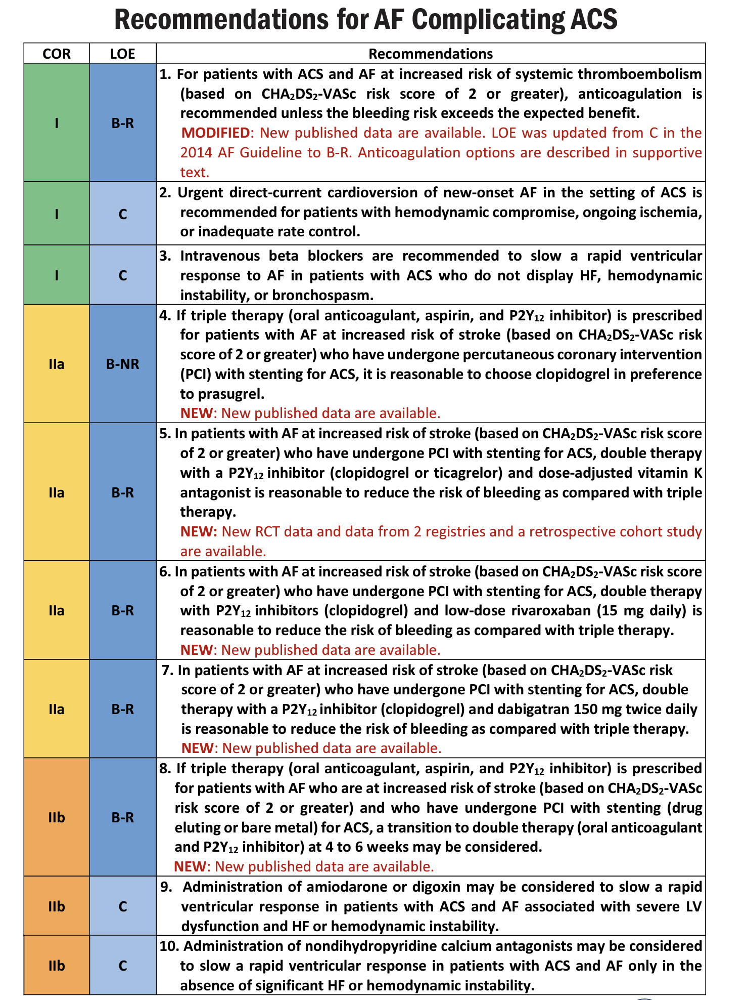 Recommendations for AF Complicating ACS
COR LOE Recommendations
I B-R
1. For patients with ACS and AF at increased risk of systemic thromboembolism
(based on CHA₂DS₂-VASc risk score of 2 or greater), anticoagulation is
recommended unless the bleeding risk exceeds the expected benefit.
MODIFIED: New published data are available. LOE was updated from C in the
2014 AF Guideline to B-R. Anticoagulation options are described in supportive
text.
I C
2. Urgent direct-current cardioversion of new-onset AF in the setting of ACS is
recommended for patients with hemodynamic compromise, ongoing ischemia,
or inadequate rate control.
I C
3. Intravenous beta blockers are recommended to slow a rapid ventricular
response to AF in patients with ACS who do not display HF, hemodynamic
instability, or bronchospasm.
IIa B-NR
4. If triple therapy (oral anticoagulant, aspirin, and P2Y₁₂ inhibitor) is prescribed
for patients with AF at increased risk of stroke (based on CHA₂DS₂-VASc risk
score of 2 or greater) who have undergone percutaneous coronary intervention
(PCI) with stenting for ACS, it is reasonable to choose clopidogrel in preference
to prasugrel.
NEW: New published data are available.
IIa B-R
5. In patients with AF at increased risk of stroke (based on CHA₂DS₂-VASc risk score
of 2 or greater) who have undergone PCI with stenting for ACS, double therapy
with a P2Y₁₂ inhibitor (clopidogrel or ticagrelor) and dose-adjusted vitamin K
antagonist is reasonable to reduce the risk of bleeding as compared with triple
therapy.
NEW: New RCT data and data from 2 registries and a retrospective cohort study
are available.
IIa B-R
6. In patients with AF at increased risk of stroke (based on CHA₂DS₂-VASc risk score
of 2 or greater) who have undergone PCI with stenting for ACS, double therapy
with P2Y₁₂ inhibitors (clopidogrel) and low-dose rivaroxaban (15 mg daily) is
reasonable to reduce the risk of bleeding as compared with triple therapy.
NEW: New published data are available.
IIa B-R
7. In patients with AF at increased risk of stroke (based on CHA₂DS₂-VASc risk
score of 2 or greater) who have undergone PCI with stenting for ACS, double
therapy with a P2Y₁₂ inhibitor (clopidogrel) and dabigatran 150 mg twice daily
is reasonable to reduce the risk of bleeding as compared with triple therapy.
NEW: New published data are available.
IIb B-R
8. If triple therapy (oral anticoagulant, aspirin, and P2Y₁₂ inhibitor) is prescribed
for patients with AF who are at increased risk of stroke (based on CHA₂DS₂-VASc
risk score of 2 or greater) and who have undergone PCI with stenting (drug
eluting or bare metal) for ACS, a transition to double therapy (oral anticoagulant
and P2Y₁₂ inhibitor) at 4 to 6 weeks may be considered.
NEW: New published data are available.
IIb C
9. Administration of amiodarone or digoxin may be considered to slow a rapid
ventricular response in patients with ACS and AF associated with severe LV
dysfunction and HF or hemodynamic instability.
IIb C
10. Administration of nondihydropyridine calcium antagonists may be considered
to slow a rapid ventricular response in patients with ACS and AF only in the
absence of significant HF or hemodynamic instability.